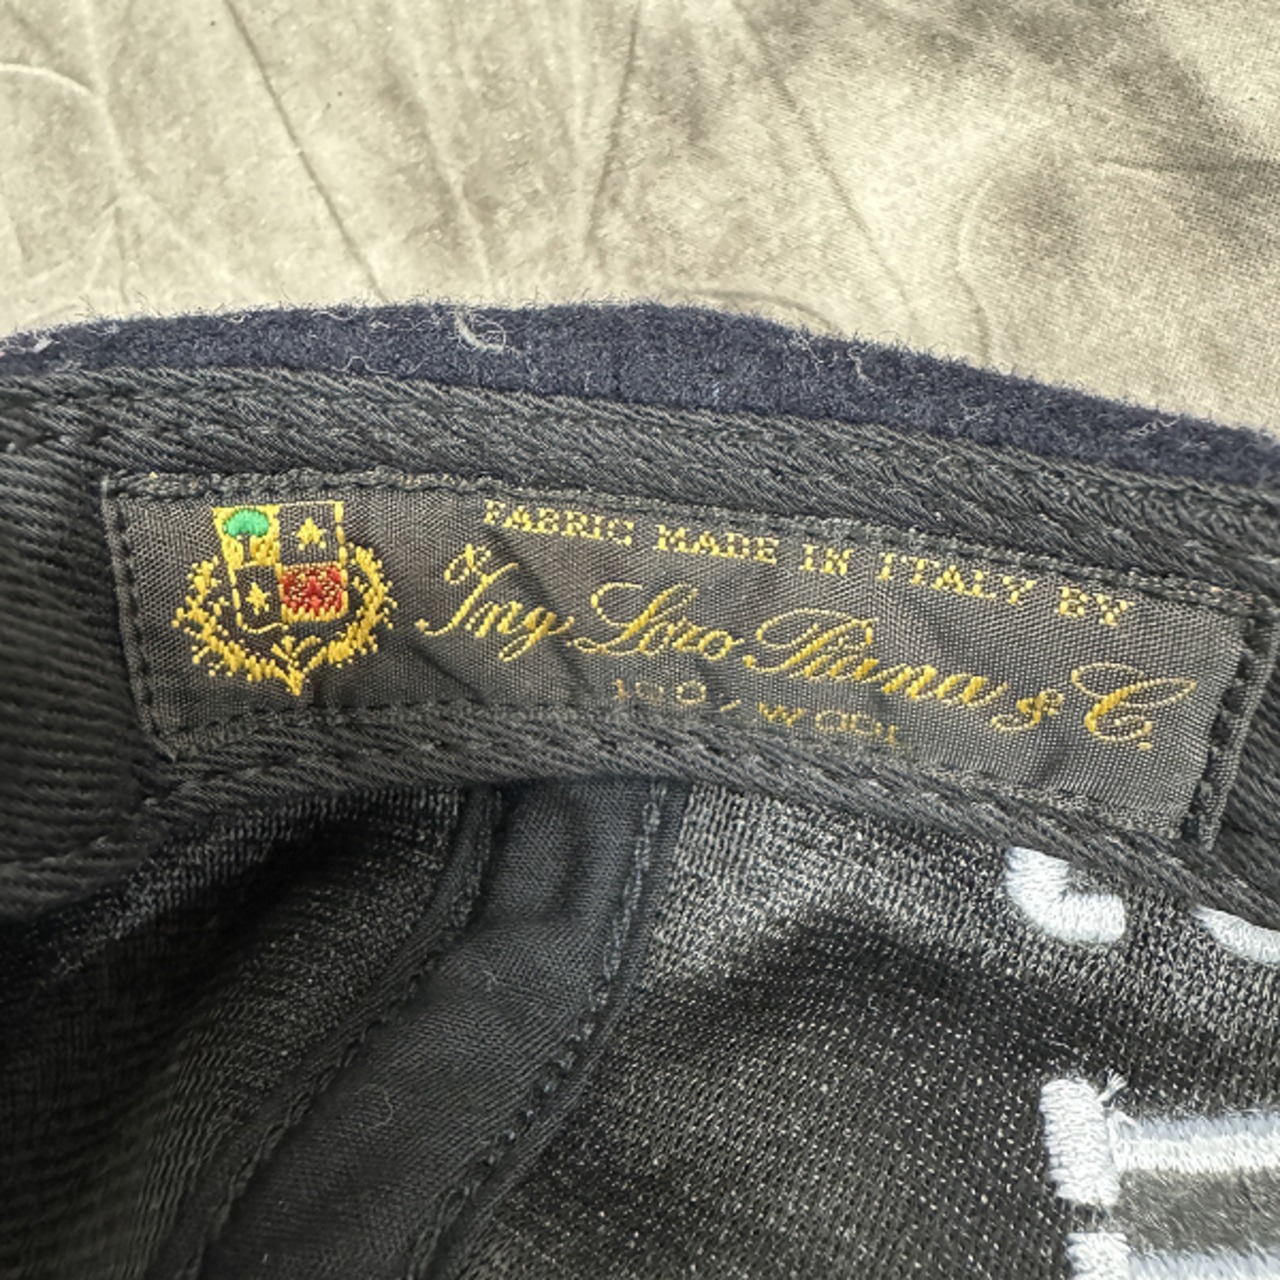 FABRIC MADE IN ITALY BY
Ing. Loro Piana & C.
100% WOOL